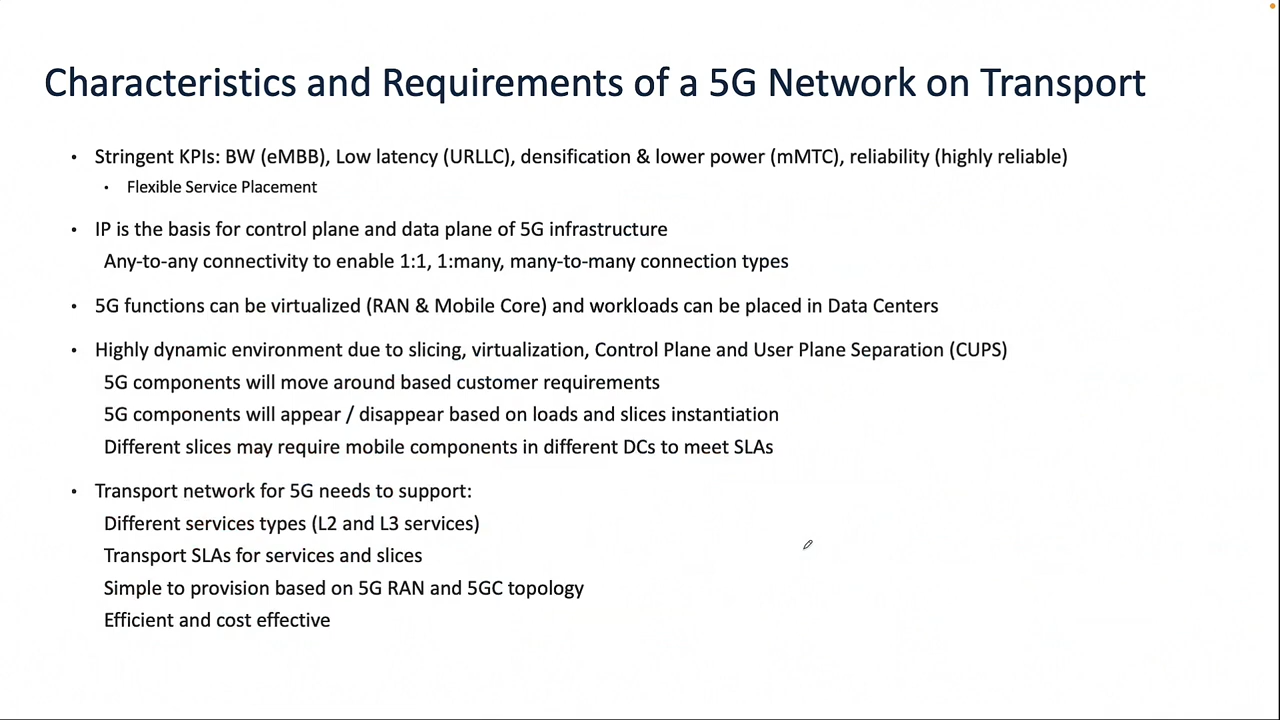 Characteristics and Requirements of a 5G Network on Transport
• Stringent KPIs: BW (eMBB), Low latency (URLLC), densification & lower power (mMTC), reliability (highly reliable)
• Flexible Service Placement
• IP is the basis for control plane and data plane of 5G infrastructure
Any-to-any connectivity to enable 1:1, 1:many, many-to-many connection types
• 5G functions can be virtualized (RAN & Mobile Core) and workloads can be placed in Data Centers
• Highly dynamic environment due to slicing, virtualization, Control Plane and User Plane Separation (CUPS)
5G components will move around based customer requirements
5G components will appear / disappear based on loads and slices instantiation
Different slices may require mobile components in different DCs to meet SLAs
• Transport network for 5G needs to support:
Different services types (L2 and L3 services)
Transport SLAs for services and slices
Simple to provision based on 5G RAN and 5GC topology
Efficient and cost effective